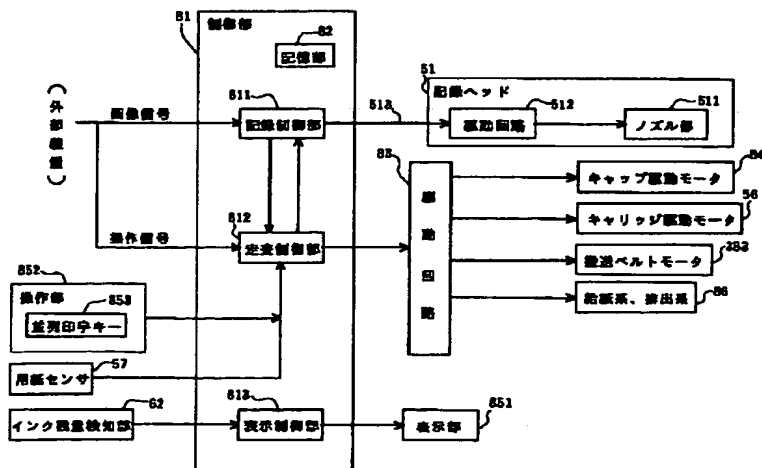 81
制御部
82
記憶部
(外部装置)
画像信号
811
記録制御部
513
51
記録ヘッド
512
駆動回路
511
ノズル部
操作信号
812
走査制御部
83
駆動回路
キャップ駆動モータ
84
キャリッジ駆動モータ
56
搬送ベルトモータ
353
給紙系、排出系
86
852
操作部
853
並列印字キー
57
用紙センサ
62
インク残量検知部
813
表示制御部
851
表示部